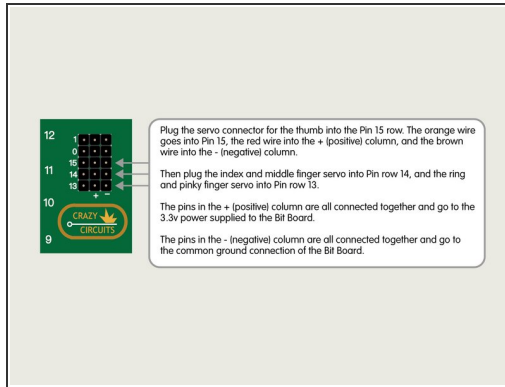 12
11
10
9
1
0
15
14
13
+ -
CRAZY
CIRCUITS
Plug the servo connector for the thumb into the Pin 15 row. The orange wire
goes into Pin 15, the red wire into the + (positive) column, and the brown
wire into the - (negative) column.
Then plug the index and middle finger servo into Pin row 14, and the ring
and pinky finger servo into Pin row 13.
The pins in the + (positive) column are all connected together and go to the
3.3v power supplied to the Bit Board.
The pins in the - (negative) column are all connected together and go to
the common ground connection of the Bit Board.